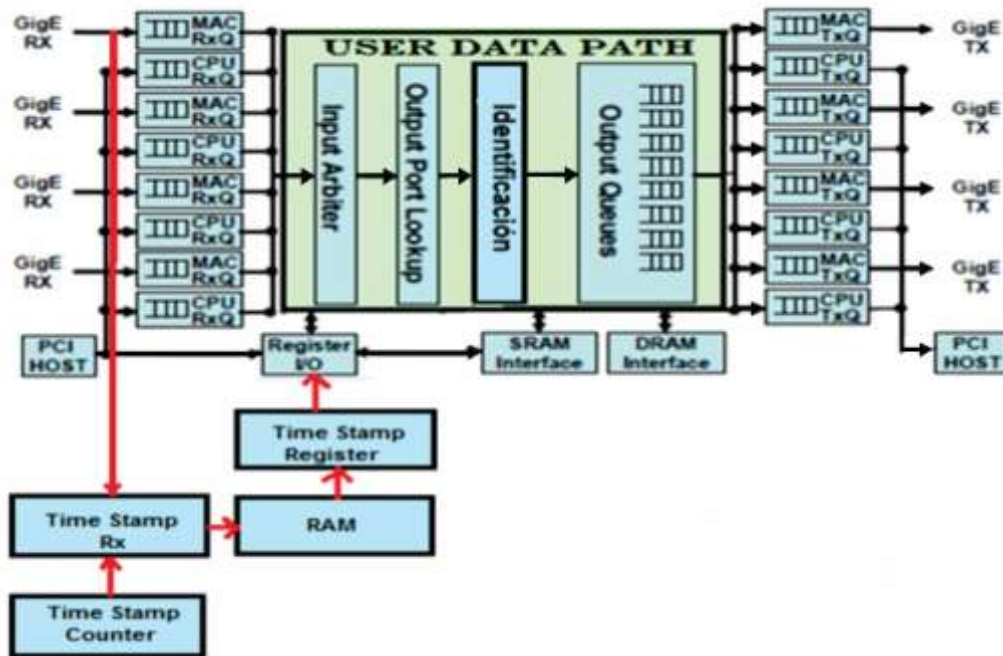 GigE
RX
MAC
RxQ
CPU
RxQ
GigE
RX
MAC
RxQ
CPU
RxQ
GigE
RX
MAC
RxQ
CPU
RxQ
GigE
RX
MAC
RxQ
CPU
RxQ
PCI
HOST
USER DATA PATH
Input Arbiter
Output Port Lookup
Identificación
Output Queues
MAC
TxQ
GigE
TX
CPU
TxQ
MAC
TxQ
GigE
TX
CPU
TxQ
MAC
TxQ
GigE
TX
CPU
TxQ
MAC
TxQ
GigE
TX
CPU
TxQ
PCI
HOST
Register
I/O
SRAM
Interface
DRAM
Interface
Time Stamp
Register
Time Stamp
Rx
RAM
Time Stamp
Counter